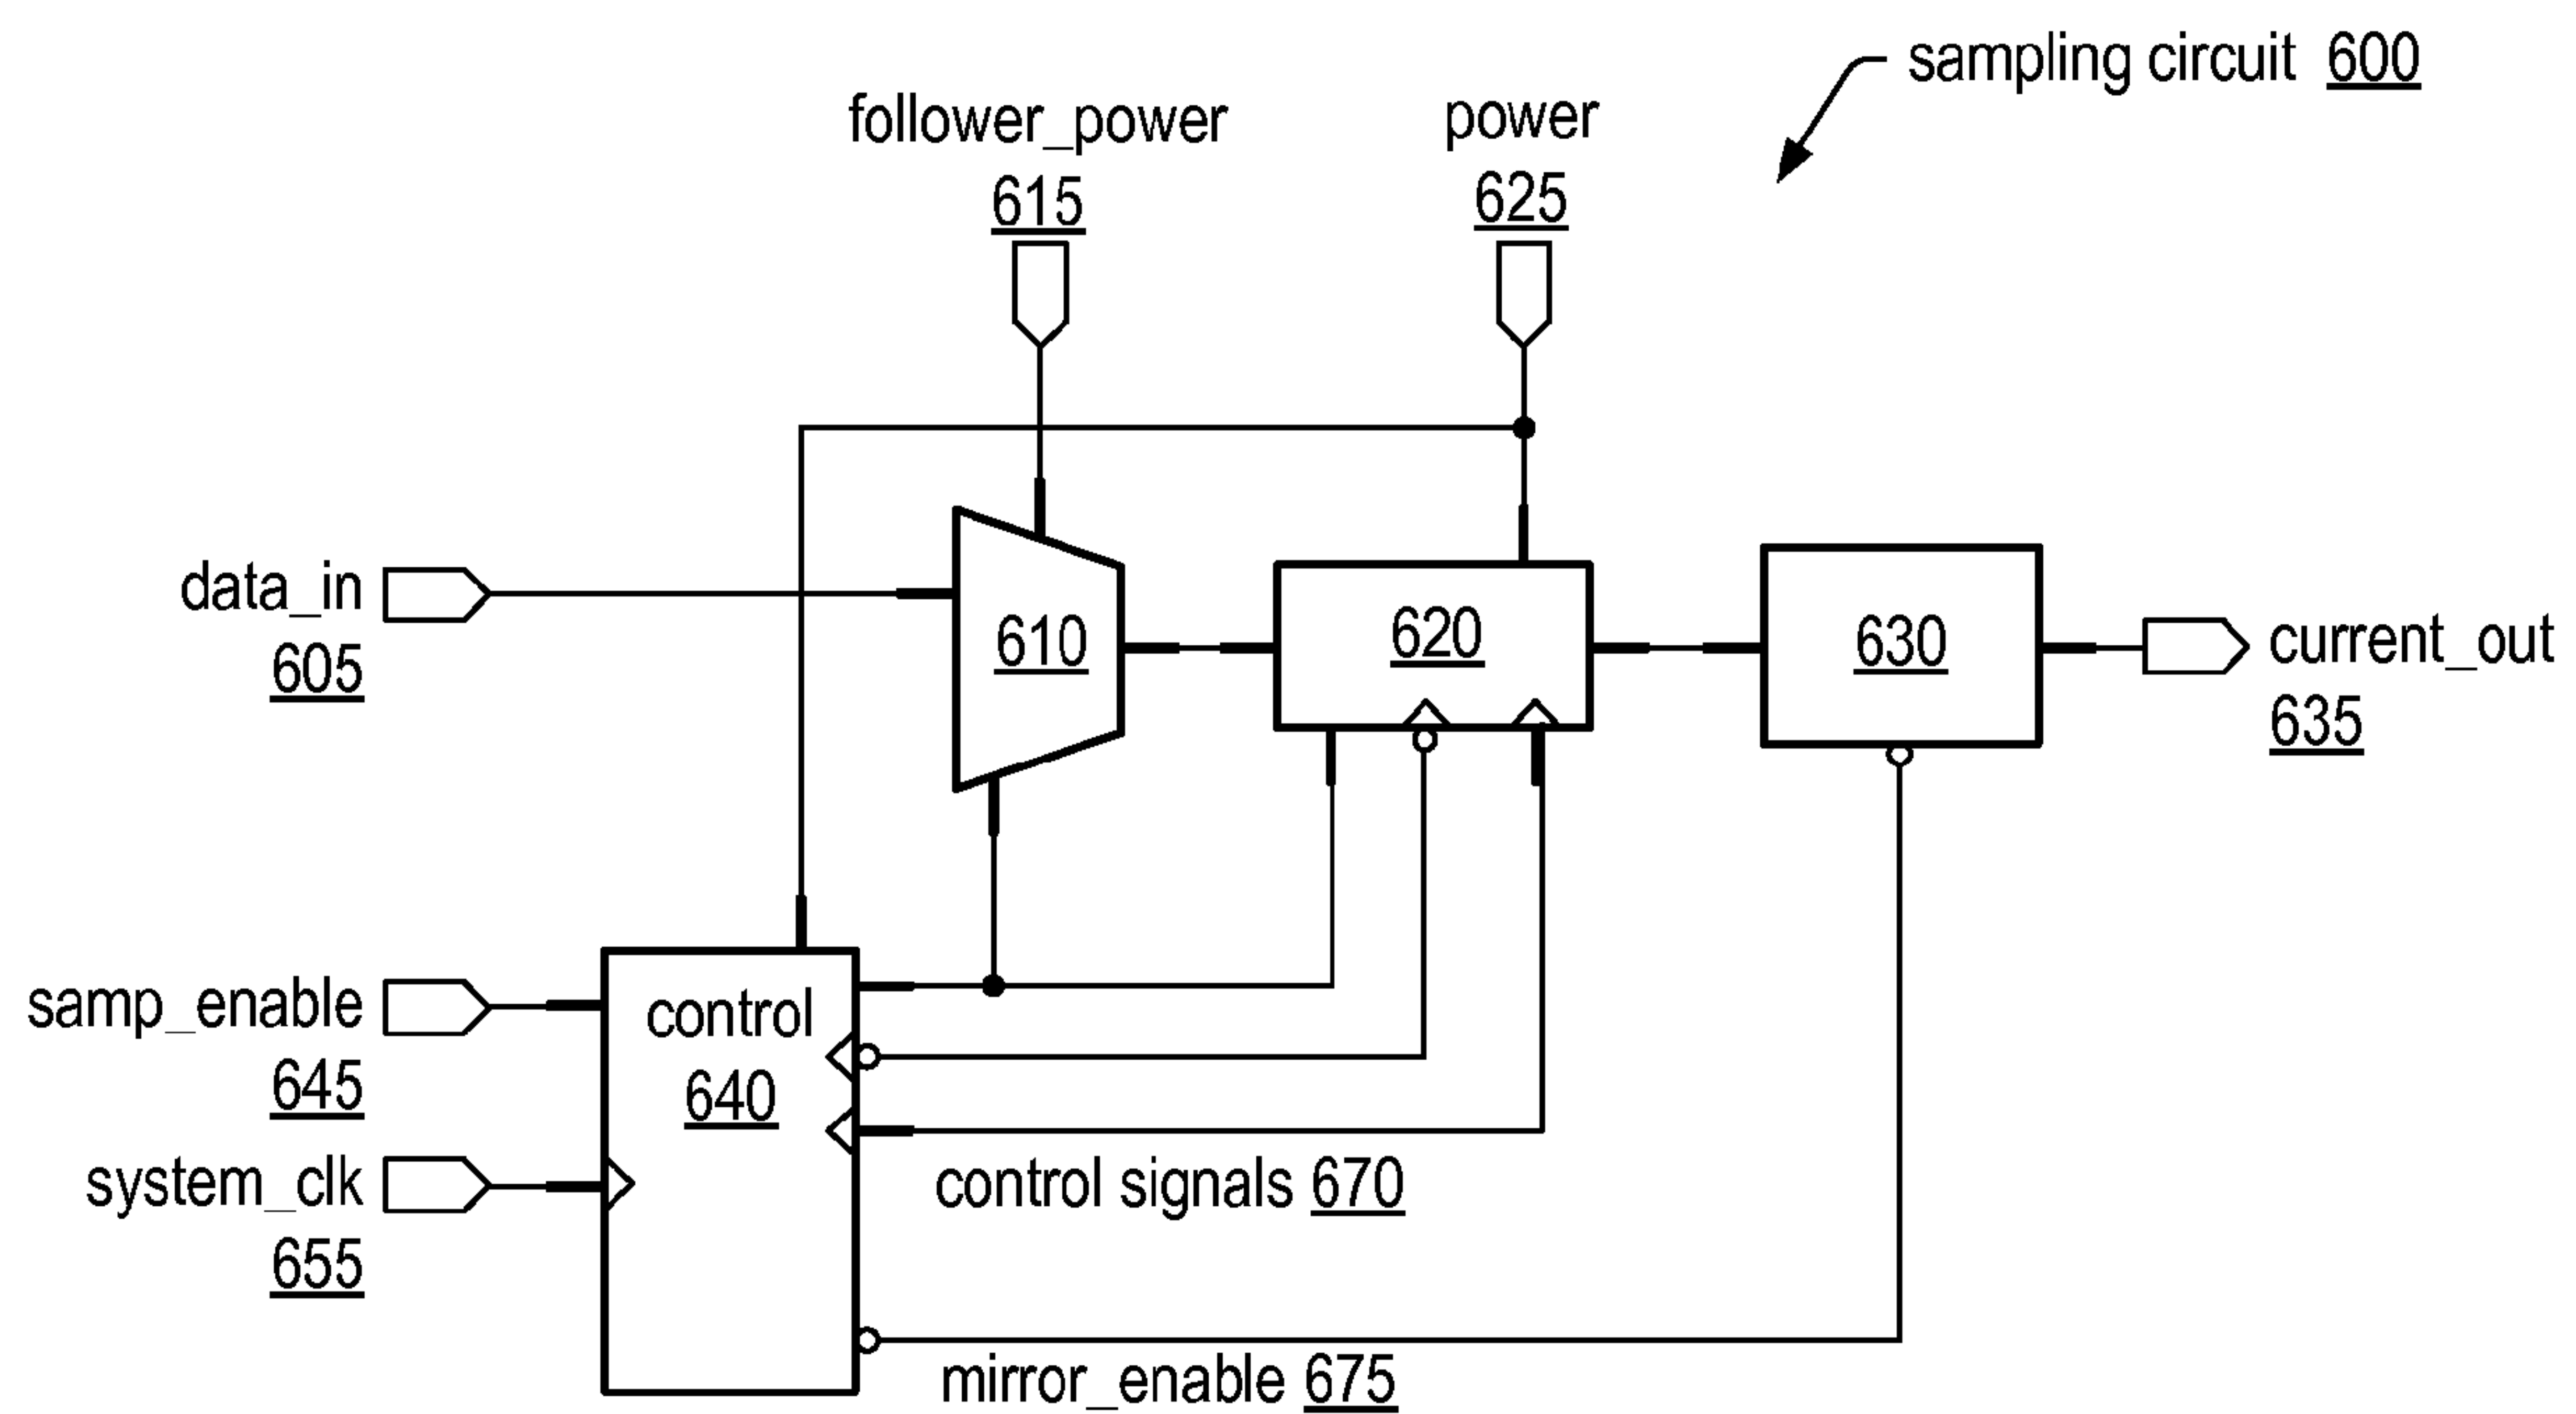 sampling circuit 600
follower_power
615
power
625
data_in
605
610
620
630
current_out
635
samp_enable
645
control
640
system_clk
655
control signals 670
mirror_enable 675